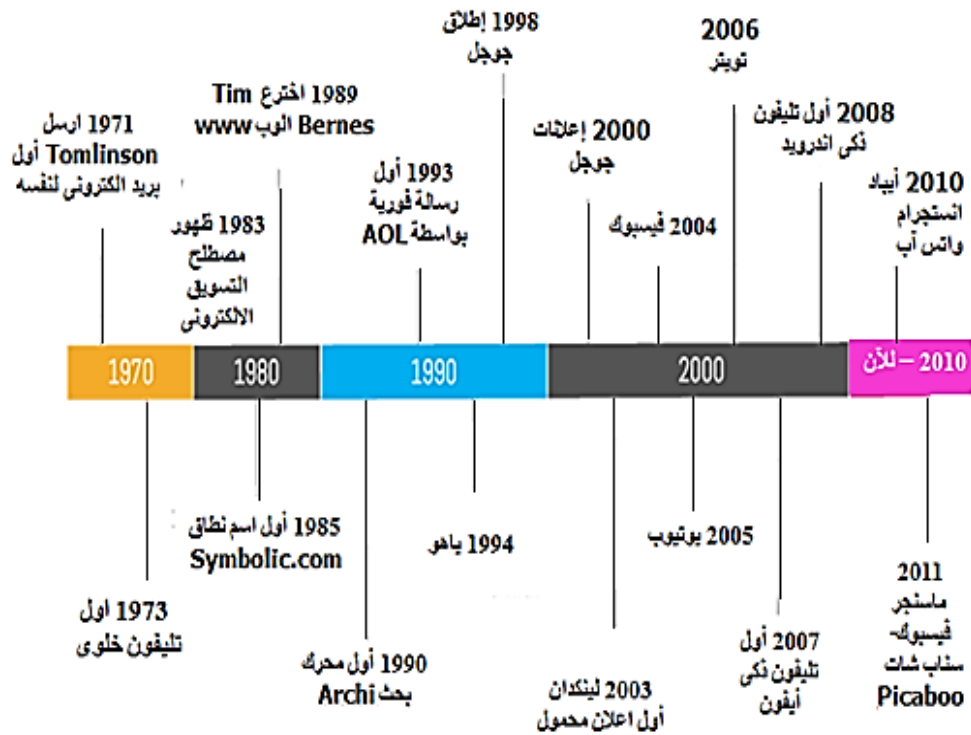 1971 ارسل
Tomlinson أول
بريد الكترونى لنفسه
1983 ظهور
مصطلح
التسويق
الالكترونى
1989 اخترع Tim
Bernes الوب www
1993 أول
رسالة فورية
بواسطة AOL
1998 إطلاق
جوجل
2000 إعلانات
جوجل
2004 فيسبوك
2006
تويتر
2008 أول تليفون
ذكى اندرويد
2010 أيباد
انستجرام
واتس آب
1970
1980
1990
2000
2010 – للآن
1973 اول
تليفون خلوى
1985 أول اسم نطاق
Symbolic.com
1990 أول محرك
بحث Archi
1994 ياهو
2003 لينكدان
أول اعلان محمول
2005 يوتيوب
2007 أول
تليفون ذكى
أيفون
2011
ماسنجر
فيسبوك-
سناب شات
Picaboo